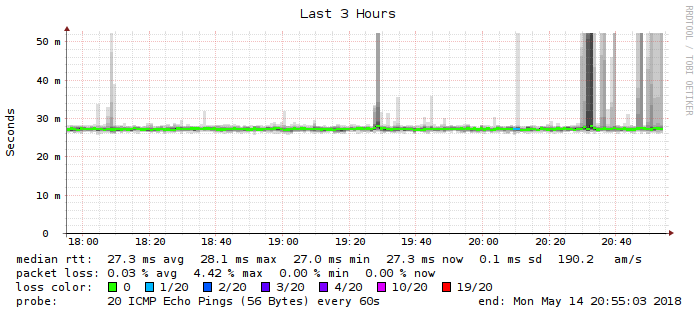 Last 3 Hours
RRDTOOL / TOBI OETIKER
Seconds
50 m
40 m
30 m
20 m
10 m
0
18:00 18:20 18:40 19:00 19:20 19:40 20:00 20:20 20:40
median rtt: 27.3 ms avg 28.1 ms max 27.0 ms min 27.3 ms now 0.1 ms sd 190.2 am/s
packet loss: 0.03 % avg 4.42 % max 0.00 % min 0.00 % now
loss color: 0 1/20 2/20 3/20 4/20 10/20 19/20
probe: 20 ICMP Echo Pings (56 Bytes) every 60s end: Mon May 14 20:55:03 2018